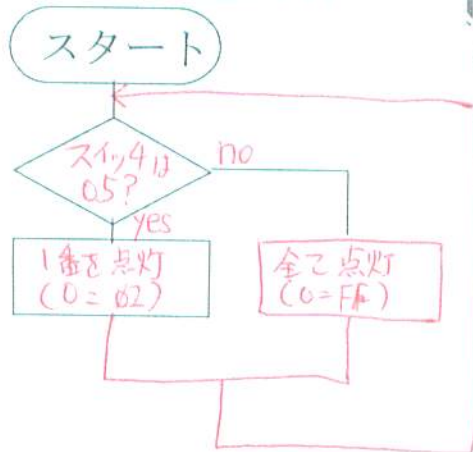 スタート
スイッチは
05?
no
yes
1番を点灯
(0=02)
全て点灯
(0=FF)